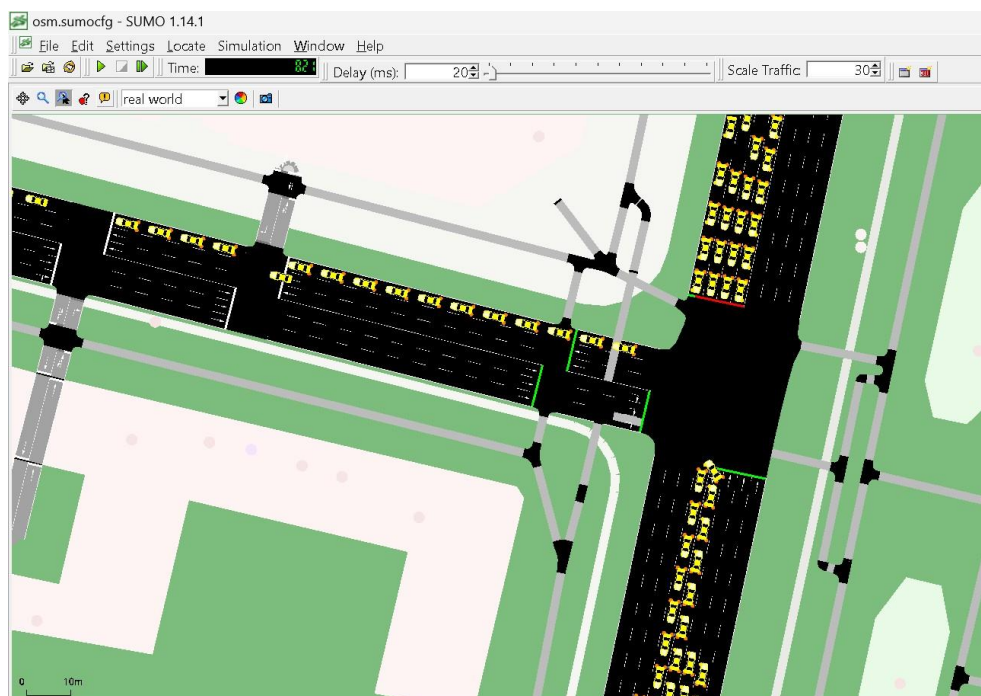 osm.sumocfg - SUMO 1.14.1
File Edit Settings Locate Simulation Window Help
Time: 821 Delay (ms): 20 Scale Traffic: 30
real world
0 10m